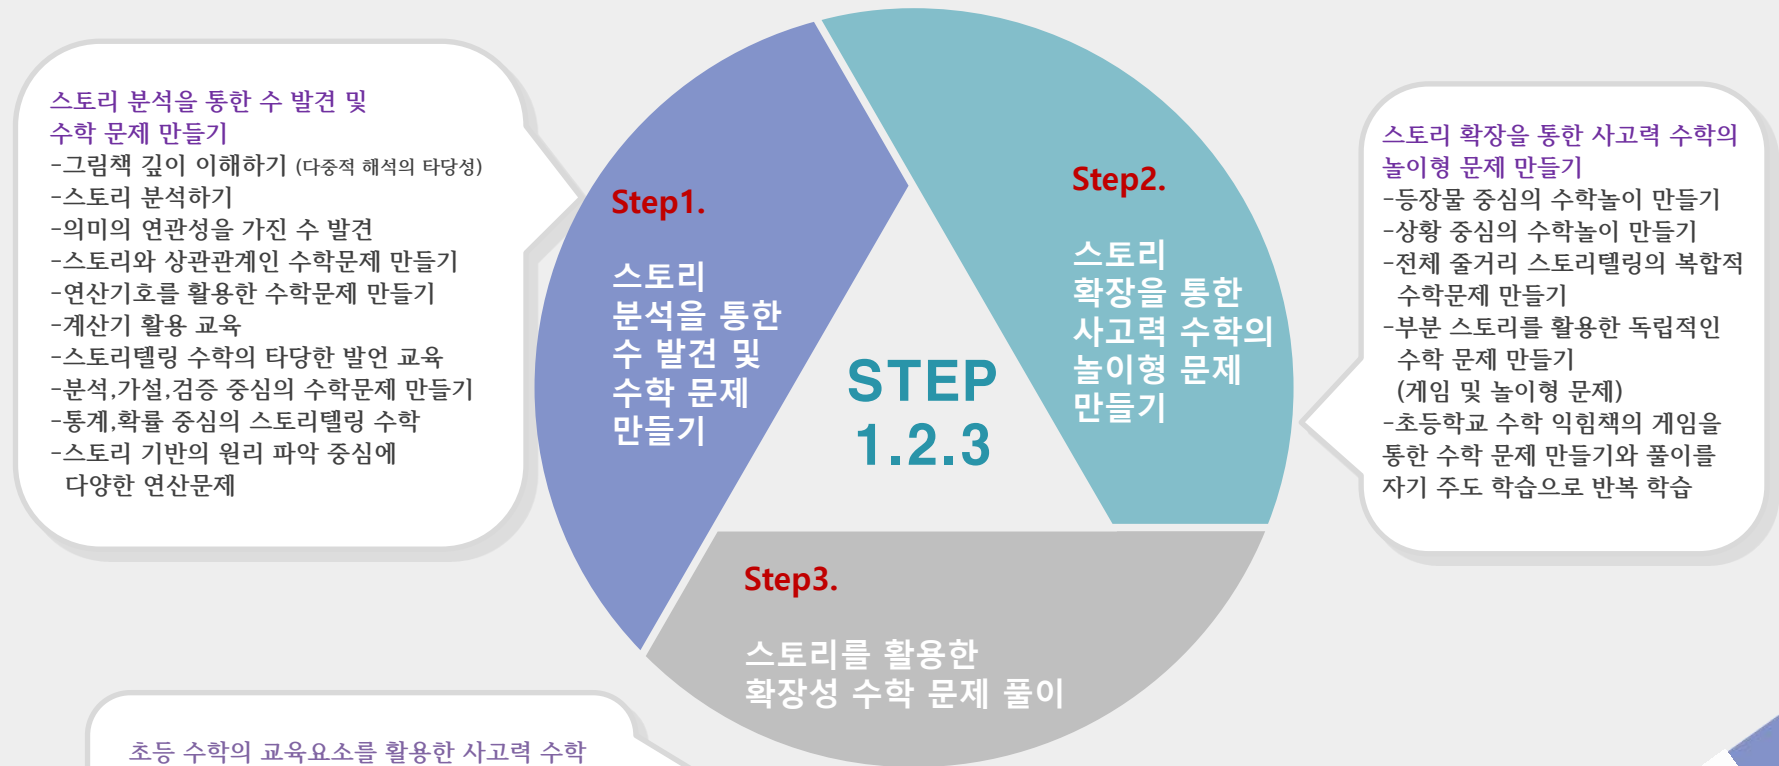 스토리 분석을 통한 수 발견 및
수학 문제 만들기
-그림책 깊이 이해하기 (다중적 해석의 타당성)
-스토리 분석하기
-의미의 연관성을 가진 수 발견
-스토리와 상관관계인 수학문제 만들기
-연산기호를 활용한 수학문제 만들기
-계산기 활용 교육
-스토리텔링 수학의 타당한 발언 교육
-분석,가설,검증 중심의 수학문제 만들기
-통계,확률 중심의 스토리텔링 수학
-스토리 기반의 원리 파악 중심에
다양한 연산문제
Step1.
스토리
분석을 통한
수 발견 및
수학 문제
만들기
STEP
1.2.3
Step2.
스토리
확장을 통한
사고력 수학의
놀이형 문제
만들기
스토리 확장을 통한 사고력 수학의
놀이형 문제 만들기
-등장물 중심의 수학놀이 만들기
-상황 중심의 수학놀이 만들기
-전체 줄거리 스토리텔링의 복합적
수학문제 만들기
-부분 스토리를 활용한 독립적인
수학 문제 만들기
(게임 및 놀이형 문제)
-초등학교 수학 익힘책의 게임을
통한 수학 문제 만들기와 풀이를
자기 주도 학습으로 반복 학습
Step3.
스토리를 활용한
확장성 수학 문제 풀이
초등 수학의 교육요소를 활용한 사고력 수학